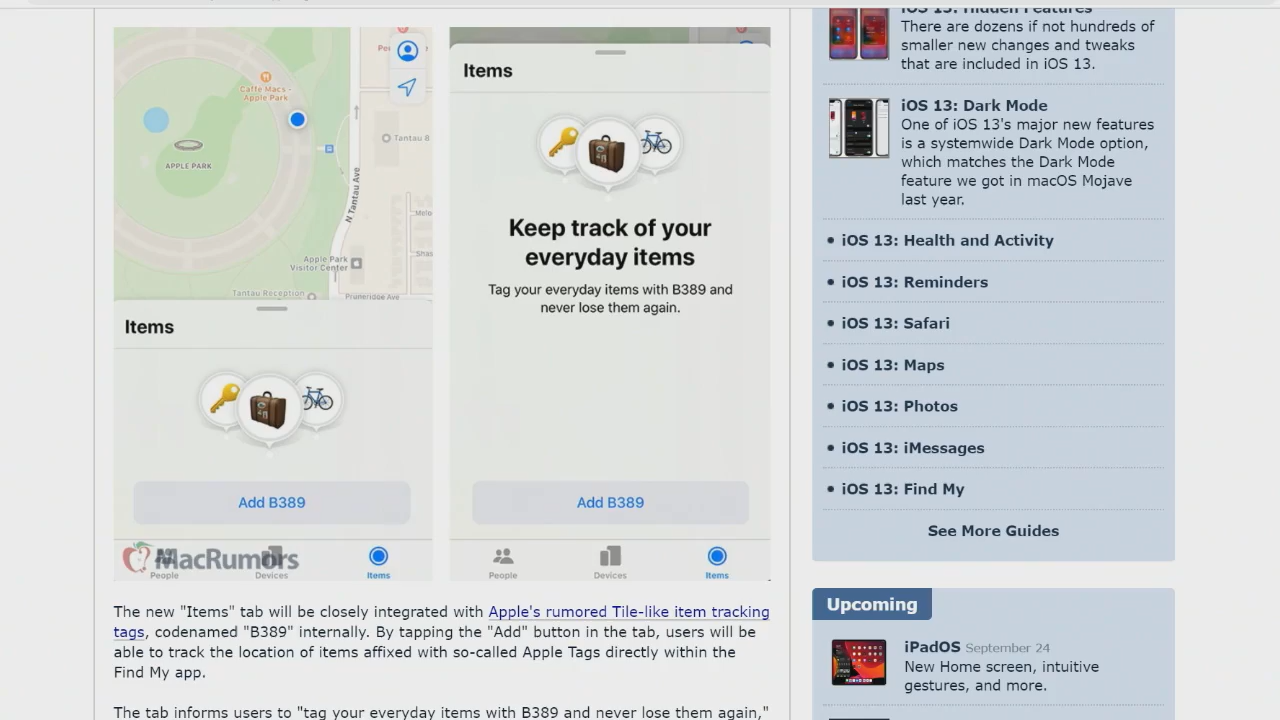 Caffè Macs -
Apple Park
Tantau 8
APPLE PARK
N Tantau Ave
Apple Park
Visitor Center
Tantau Reception
Pruneridge Ave
Items
Add B389
MacRumors
People
Devices
Items
Items
Keep track of your
everyday items
Tag your everyday items with B389 and
never lose them again.
Add B389
People
Devices
Items
The new "Items" tab will be closely integrated with Apple's rumored Tile-like item tracking
tags, codenamed "B389" internally. By tapping the "Add" button in the tab, users will be
able to track the location of items affixed with so-called Apple Tags directly within the
Find My app.
The tab informs users to "tag your everyday items with B389 and never lose them again,"
iOS 13: Hidden Features
There are dozens if not hundreds of
smaller new changes and tweaks
that are included in iOS 13.
iOS 13: Dark Mode
One of iOS 13's major new features
is a systemwide Dark Mode option,
which matches the Dark Mode
feature we got in macOS Mojave
last year.
• iOS 13: Health and Activity
• iOS 13: Reminders
• iOS 13: Safari
• iOS 13: Maps
• iOS 13: Photos
• iOS 13: iMessages
• iOS 13: Find My
See More Guides
Upcoming
iPadOS September 24
New Home screen, intuitive
gestures, and more.